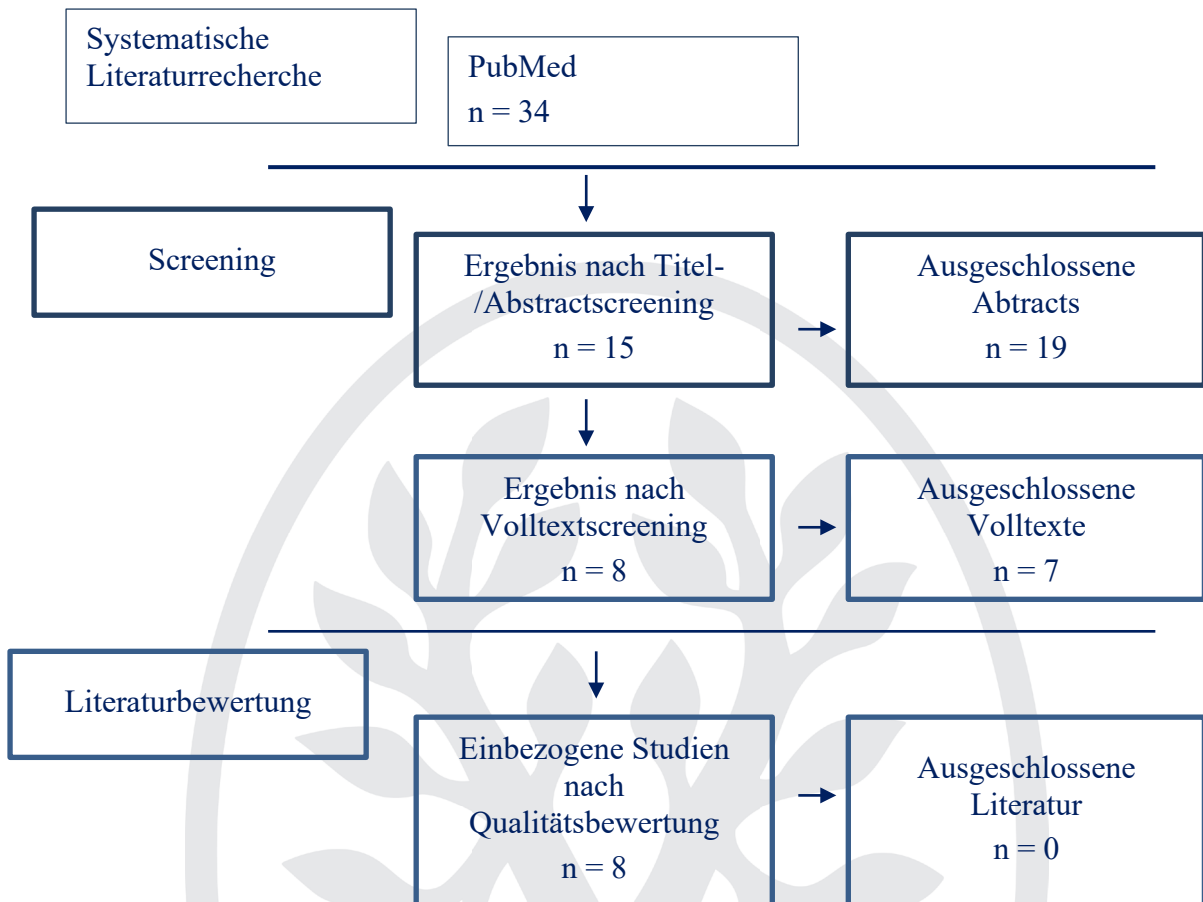 Systematische
Literaturrecherche
PubMed
n = 34
Screening
Ergebnis nach Titel-
/Abstractscreening
n = 15
Ausgeschlossene
Abtracts
n = 19
Ergebnis nach
Volltextscreening
n = 8
Ausgeschlossene
Volltexte
n = 7
Literaturbewertung
Einbezogene Studien
nach
Qualitätsbewertung
n = 8
Ausgeschlossene
Literatur
n = 0